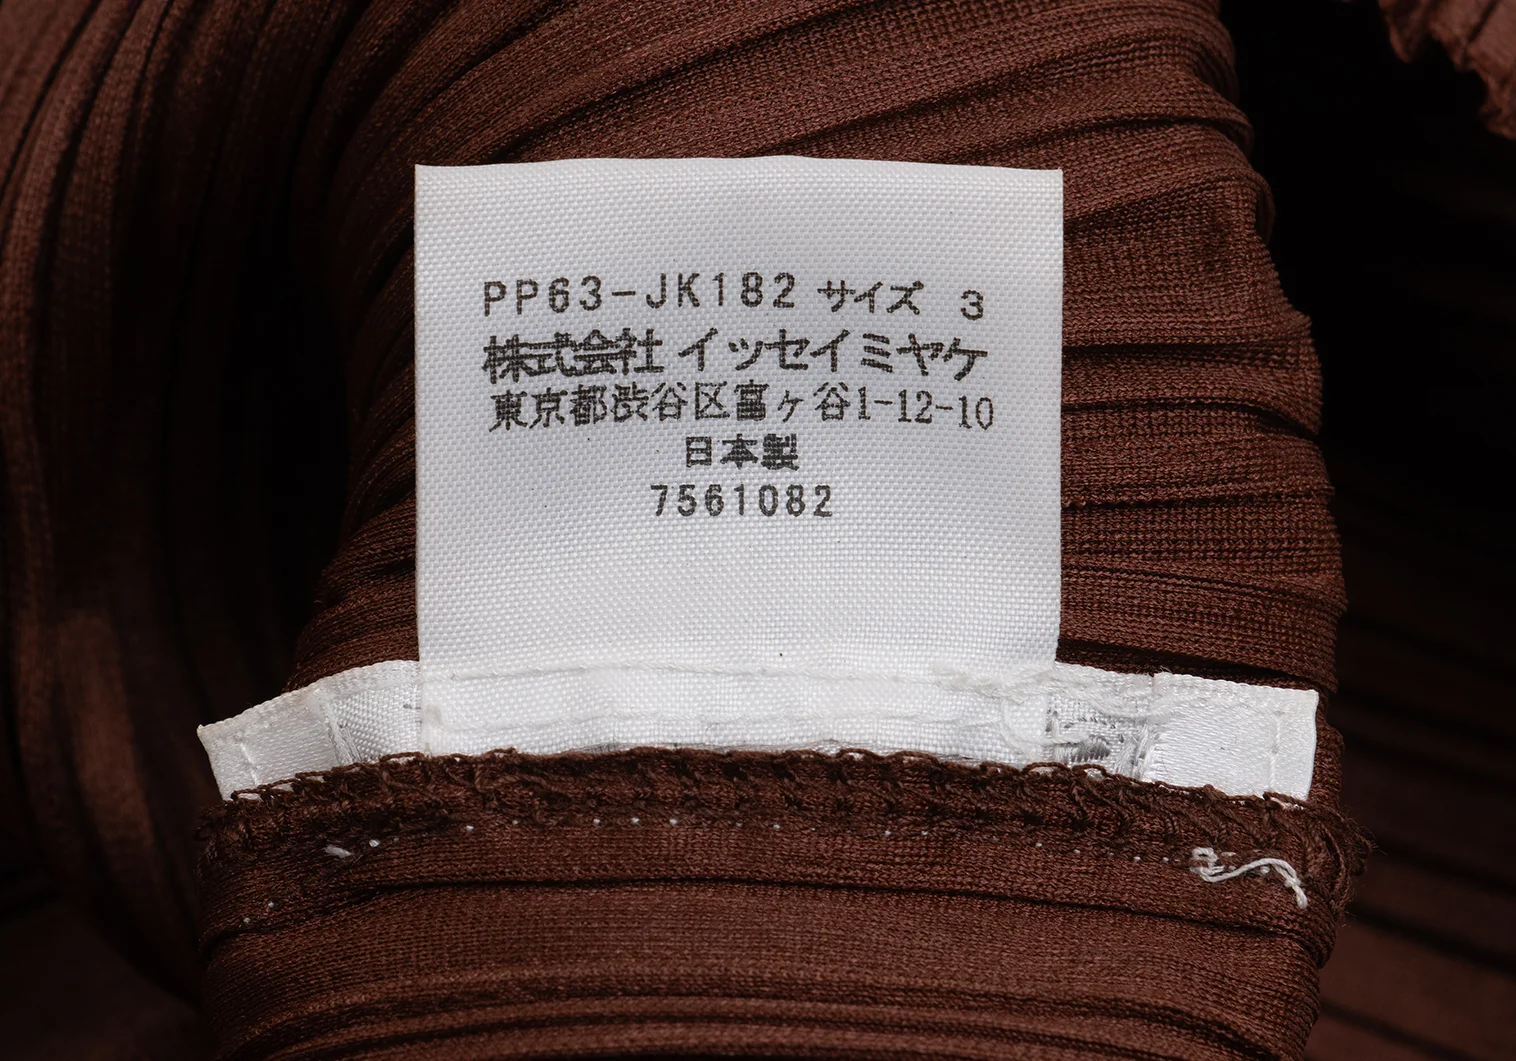 PP63-JK182 サイズ 3
株式会社 イッセイミヤケ
東京都渋谷区富ヶ谷1-12-10
日本製
7561082